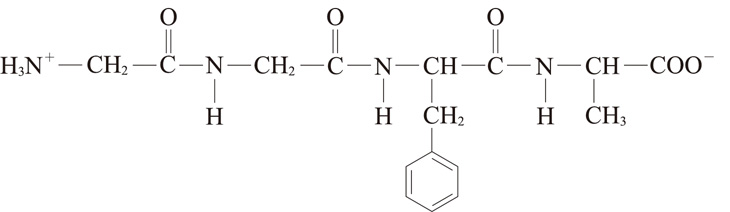 O O O
H₃N⁺—CH₂—C—N—CH₂—C—N—CH—C—N—CH—COO⁻
H H CH₂ H CH₃